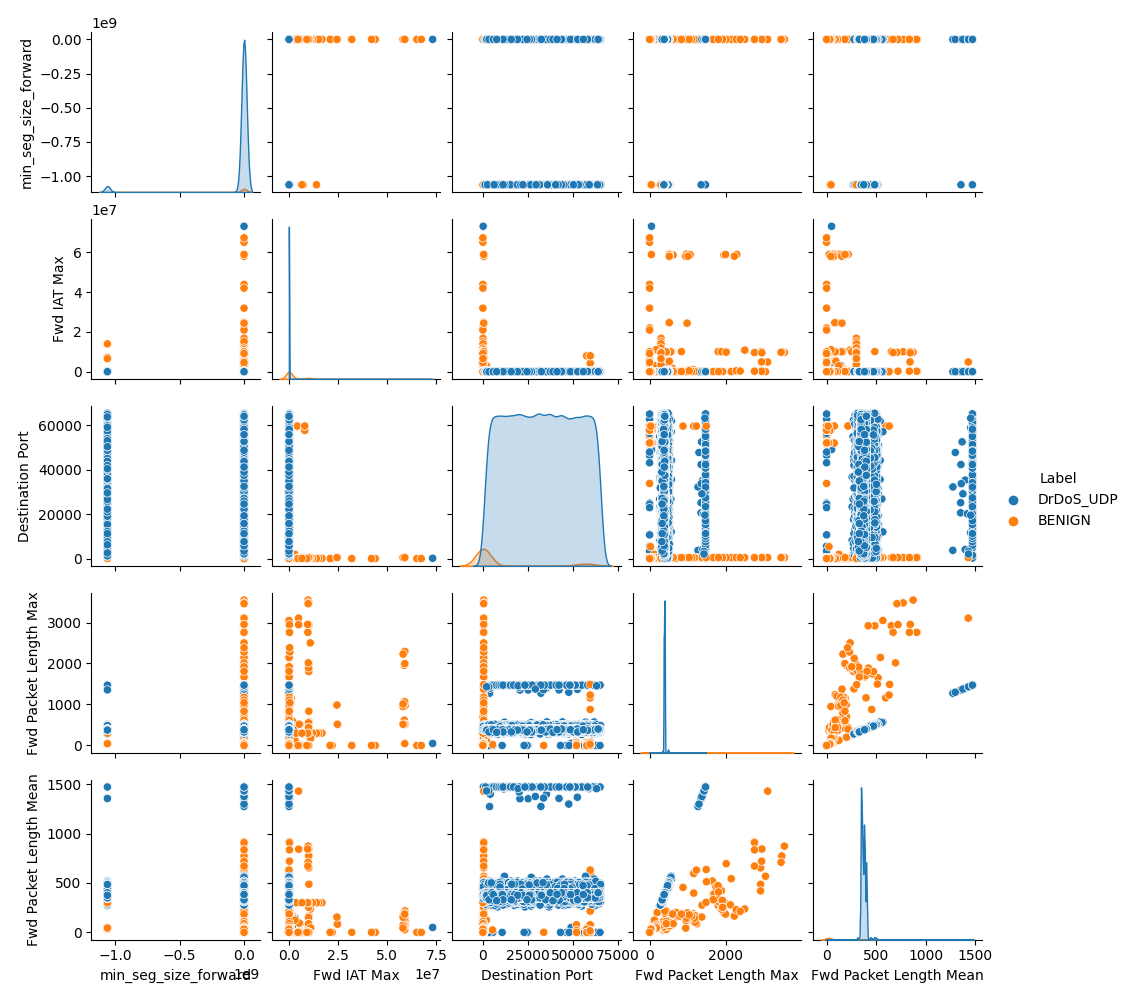 1e9
0.00
−0.25
−0.50
−0.75
−1.00
min_seg_size_forward
1e7
6
4
2
0
Fwd IAT Max
60000
40000
20000
0
Destination Port
Label
DrDoS_UDP
BENIGN
3000
2000
1000
0
Fwd Packet Length Max
1500
1000
500
0
Fwd Packet Length Mean
−1.0 −0.5 0.0
1e9
min_seg_size_forward
0.0 2.5 5.0
1e7
Fwd IAT Max
0 25000 50000 75000
Destination Port
0 2000
Fwd Packet Length Max
0 500 1000 1500
Fwd Packet Length Mean